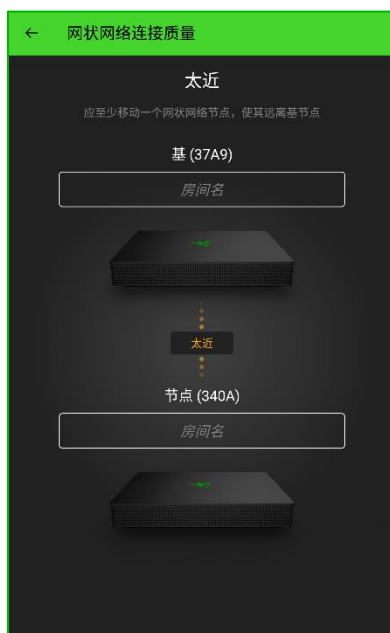 网状网络连接质量
太近
应至少移动一个网状网络节点，使其远离基节点
基 (37A9)
房间名
太近
节点 (340A)
房间名